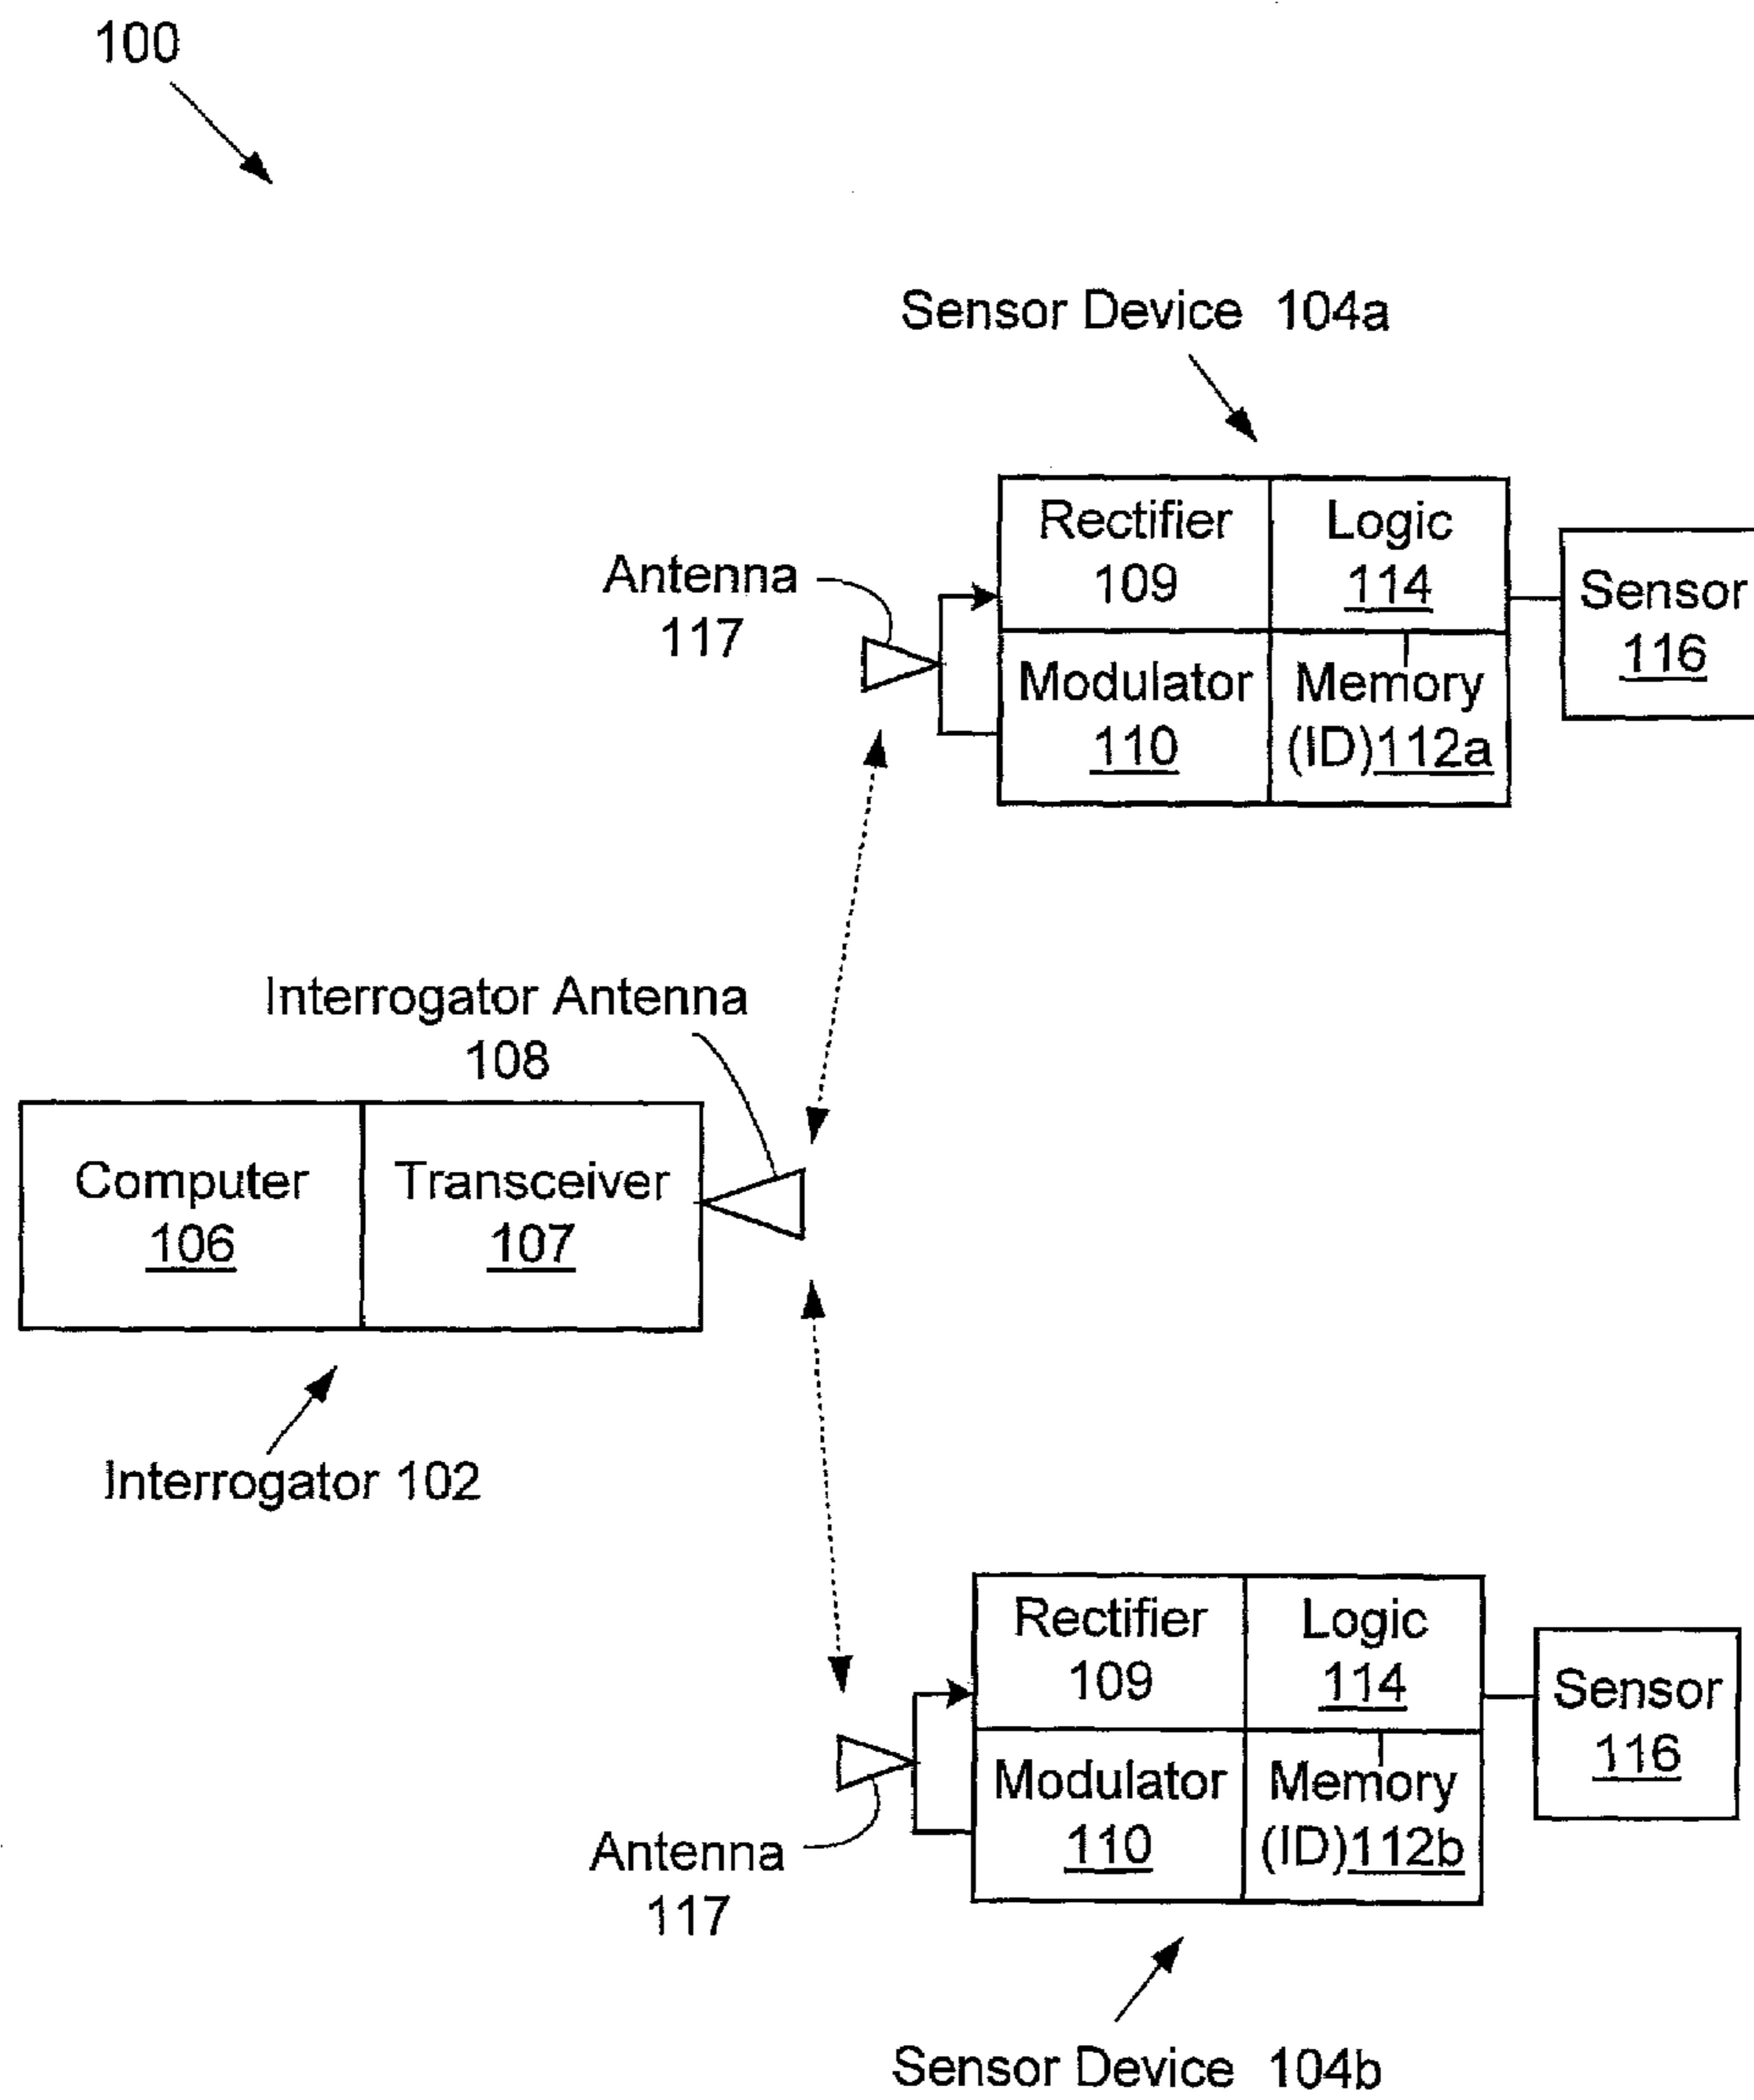 100
Sensor Device 104a
Rectifier
109
Logic
114
Sensor
116
Antenna
117
Modulator
110
Memory
(ID)112a
Interrogator Antenna
108
Computer
106
Transceiver
107
Interrogator 102
Rectifier
109
Logic
114
Sensor
116
Modulator
110
Memory
(ID)112b
Antenna
117
Sensor Device 104b